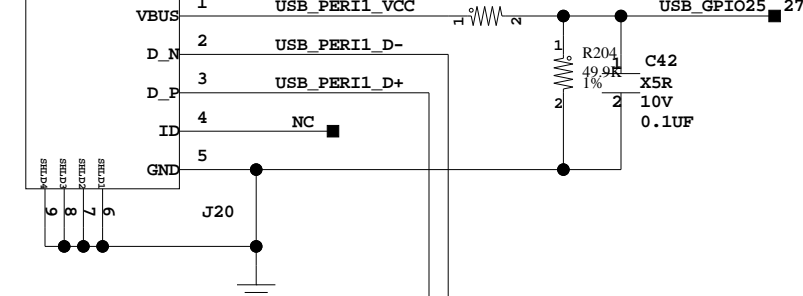 VBUS 1 USB_PERI1_VCC 1 2 USB_GPIO25 27
D_N 2 USB_PERI1_D-
D_P 3 USB_PERI1_D+
ID 4 NC
GND 5
1 R204 49.9K 1% 2
1 C42 X5R 10V 0.1UF 2
SHLD4 SHLD3 SHLD2 SHLD1
9 8 7 6
J20